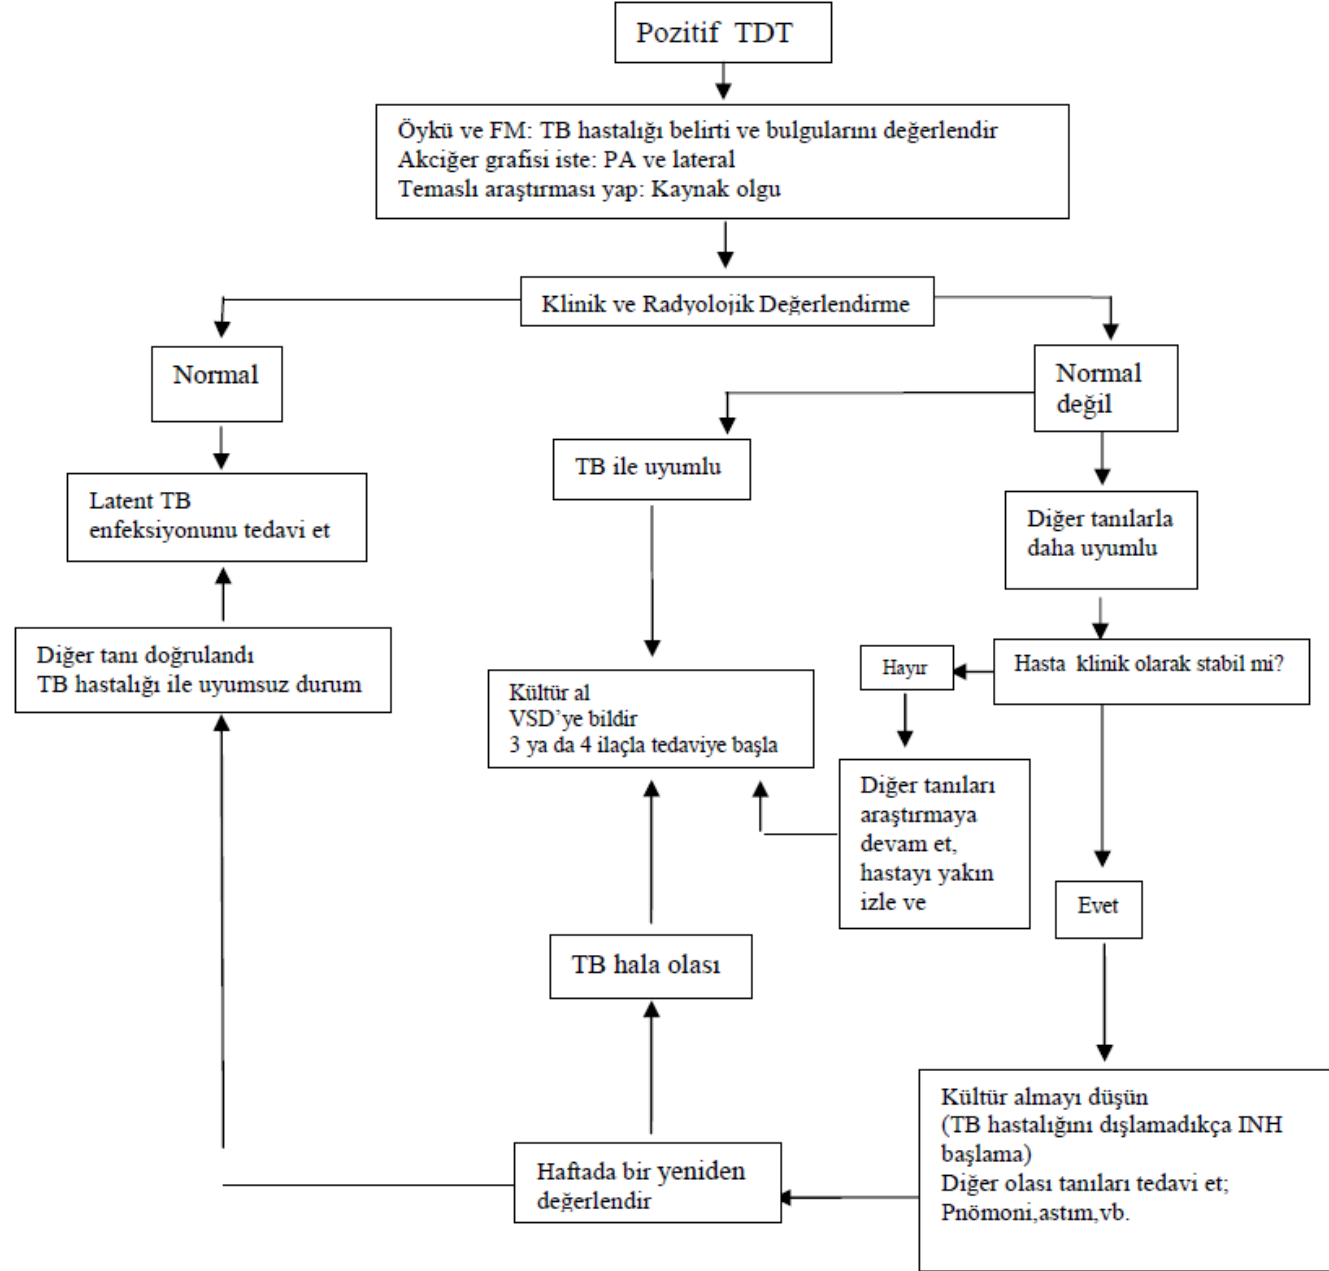 Pozitif TDT
Öykü ve FM: TB hastalığı belirti ve bulgularını değerlendir
Akciğer grafisi iste: PA ve lateral
Temaslı araştırması yap: Kaynak olgu
Klinik ve Radyolojik Değerlendirme
Normal
Normal
değil
TB ile uyumlu
Latent TB
enfeksiyonunu tedavi et
Diğer tanılarla
daha uyumlu
Diğer tanı doğrulandı
TB hastalığı ile uyumsuz durum
Hayır
Hasta klinik olarak stabil mi?
Kültür al
VSD'ye bildir
3 ya da 4 ilaçla tedaviye başla
Diğer tanıları
araştırmaya
devam et,
hastayı yakın
izle ve
Evet
TB hala olası
Kültür almayı düşün
(TB hastalığını dışlamadıkça INH
başlama)
Diğer olası tanıları tedavi et;
Pnömoni,astım,vb.
Haftada bir yeniden
değerlendir